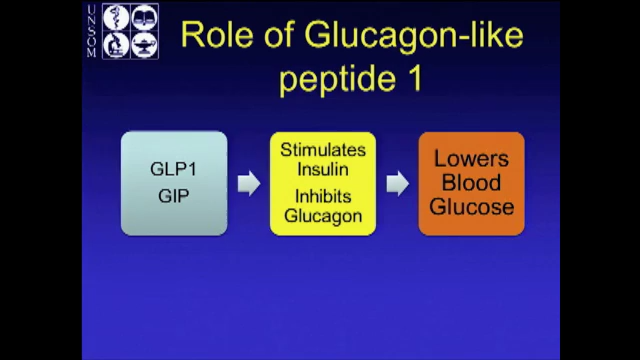 UNSOM
Role of Glucagon-like
peptide 1
GLP1
GIP
Stimulates
Insulin
Inhibits
Glucagon
Lowers
Blood
Glucose